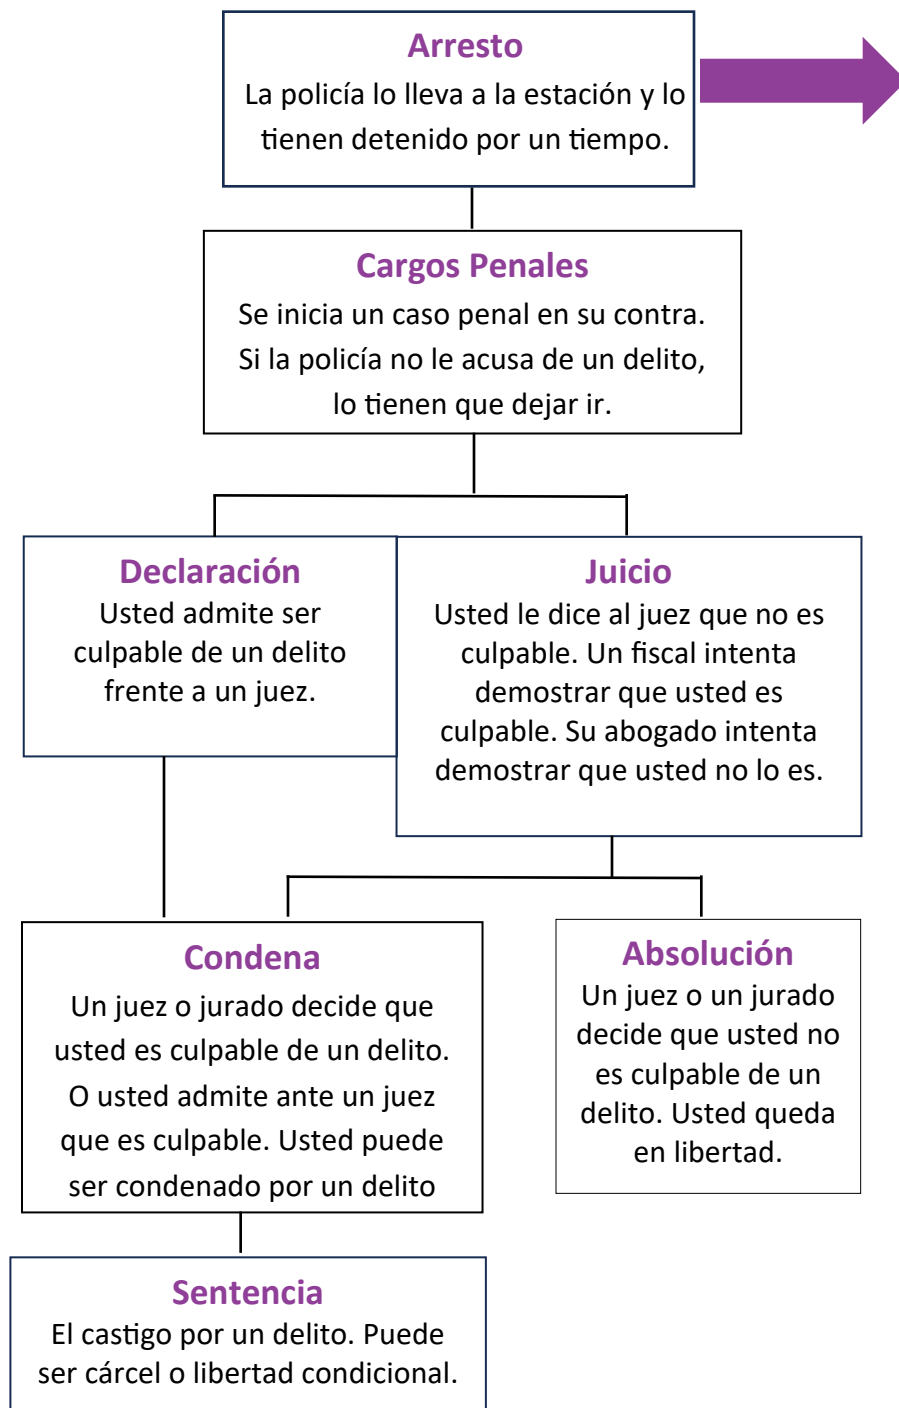 Arresto
La policía lo lleva a la estación y lo
tienen detenido por un tiempo.
Cargos Penales
Se inicia un caso penal en su contra.
Si la policía no le acusa de un delito,
lo tienen que dejar ir.
Declaración
Usted admite ser
culpable de un delito
frente a un juez.
Juicio
Usted le dice al juez que no es
culpable. Un fiscal intenta
demostrar que usted es
culpable. Su abogado intenta
demostrar que usted no lo es.
Condena
Un juez o jurado decide que
usted es culpable de un delito.
O usted admite ante un juez
que es culpable. Usted puede
ser condenado por un delito
Absolución
Un juez o un jurado
decide que usted no
es culpable de un
delito. Usted queda
en libertad.
Sentencia
El castigo por un delito. Puede
ser cárcel o libertad condicional.